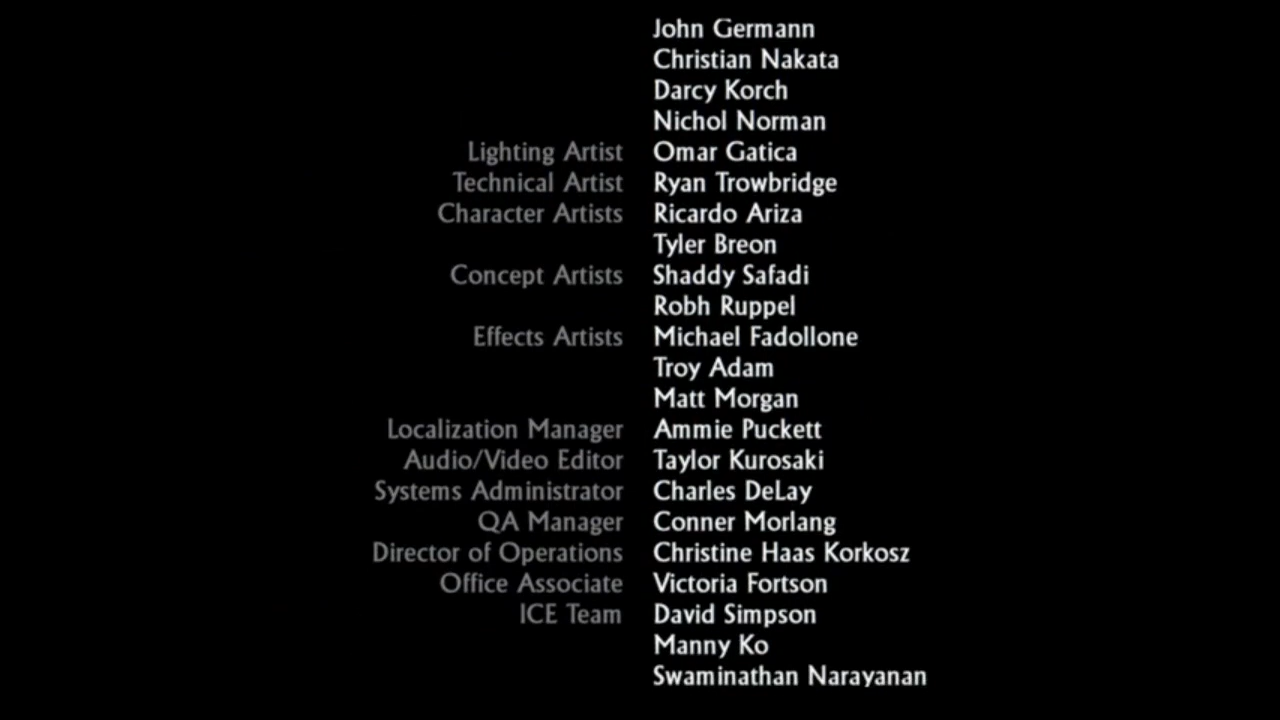 John Germann
Christian Nakata
Darcy Korch
Nichol Norman
Lighting Artist Omar Gatica
Technical Artist Ryan Trowbridge
Character Artists Ricardo Ariza
Tyler Breon
Concept Artists Shaddy Safadi
Robh Ruppel
Effects Artists Michael Fadollone
Troy Adam
Matt Morgan
Localization Manager Ammie Puckett
Audio/Video Editor Taylor Kurosaki
Systems Administrator Charles DeLay
QA Manager Conner Morlang
Director of Operations Christine Haas Korkosz
Office Associate Victoria Fortson
ICE Team David Simpson
Manny Ko
Swaminathan Narayanan